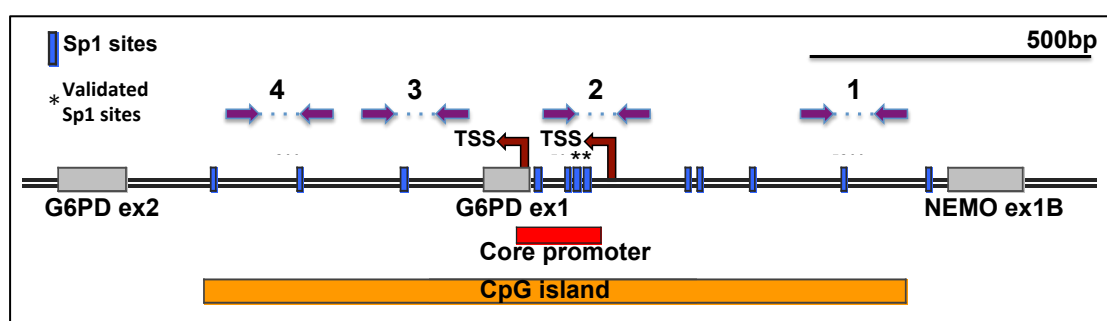 Sp1 sites
500bp
* Validated
Sp1 sites
4
3
2
1
TSS
TSS
**
G6PD ex2
G6PD ex1
NEMO ex1B
Core promoter
CpG island